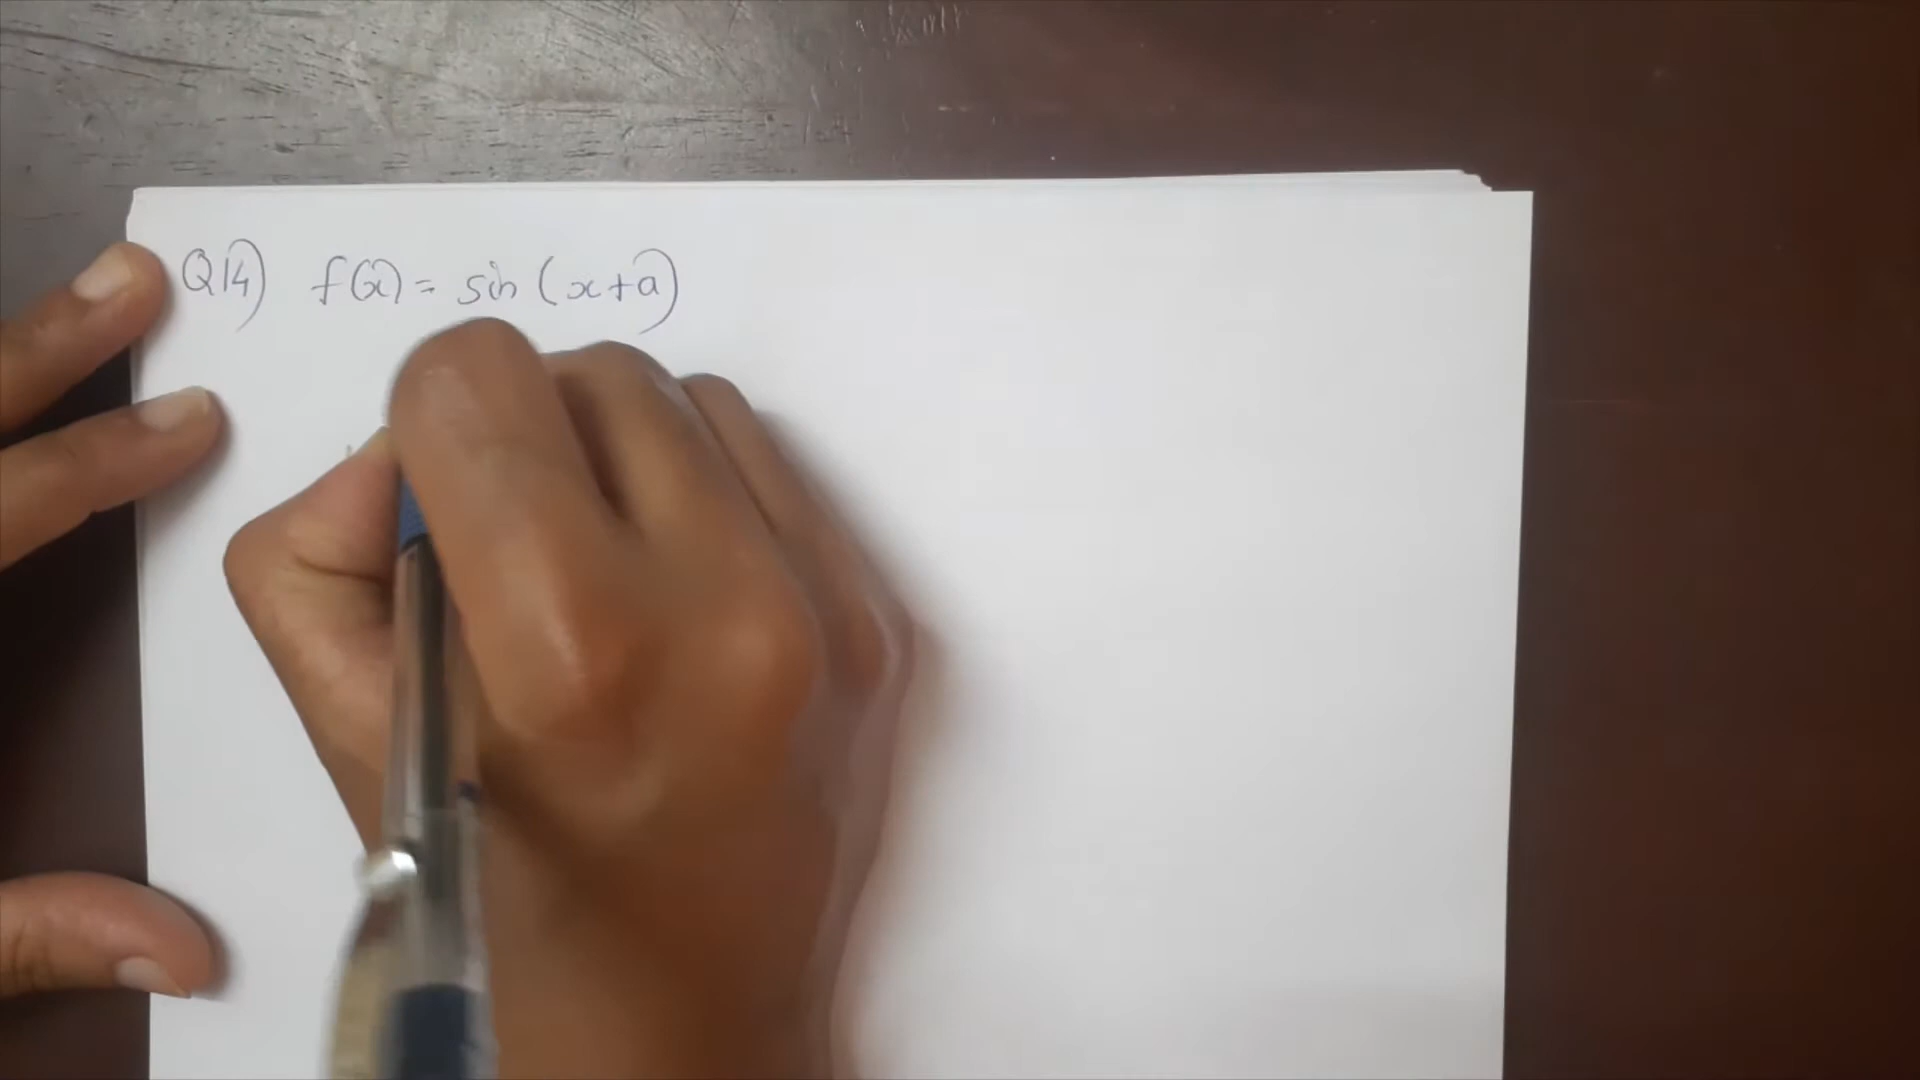 Q14) f(x) = sin (x+a)